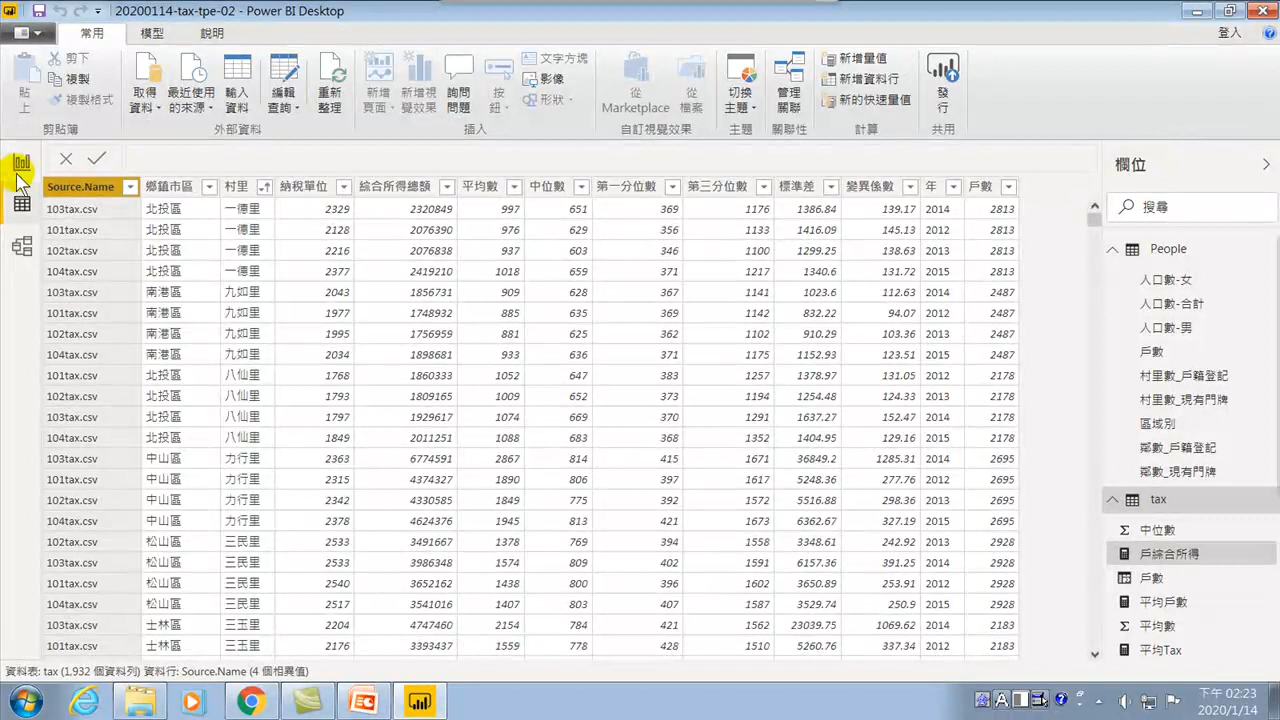 20200114-tax-tpe-02 - Power BI Desktop
常用 模型 說明 登入
貼上 剪下 複製 複製格式
取得資料 最近使用的來源 輸入資料 編輯查詢 重新整理
新增頁面 新增視覺效果 詢問問題 按鈕 文字方塊 影像 形狀
從 Marketplace 從檔案 切換主題 管理關聯
新增量值 新增資料行 新的快速量值 發行
剪貼簿 外部資料 插入 自訂視覺效果 主題 關聯性 計算 共用
Source.Name 鄉鎮市區 村里 納稅單位 綜合所得總額 平均數 中位數 第一分位數 第三分位數 標準差 變異係數 年 戶數
103tax.csv 北投區 一德里 2329 2320849 997 651 369 1176 1386.84 139.17 2014 2813
101tax.csv 北投區 一德里 2128 2076390 976 629 356 1133 1416.09 145.13 2012 2813
102tax.csv 北投區 一德里 2216 2076838 937 603 346 1100 1299.25 138.63 2013 2813
104tax.csv 北投區 一德里 2377 2419210 1018 659 371 1217 1340.6 131.72 2015 2813
103tax.csv 南港區 九如里 2043 1856731 909 628 367 1141 1023.6 112.63 2014 2487
101tax.csv 南港區 九如里 1977 1748932 885 635 369 1142 832.22 94.07 2012 2487
102tax.csv 南港區 九如里 1995 1756959 881 625 362 1102 910.29 103.36 2013 2487
104tax.csv 南港區 九如里 2034 1898681 933 636 371 1175 1152.93 123.51 2015 2487
101tax.csv 北投區 八仙里 1768 1860333 1052 647 383 1257 1378.97 131.05 2012 2178
102tax.csv 北投區 八仙里 1793 1809165 1009 652 373 1194 1254.48 124.33 2013 2178
103tax.csv 北投區 八仙里 1797 1929617 1074 669 370 1291 1637.27 152.47 2014 2178
104tax.csv 北投區 八仙里 1849 2011251 1088 683 368 1352 1404.95 129.16 2015 2178
103tax.csv 中山區 力行里 2363 6774591 2867 814 415 1671 36849.2 1285.31 2014 2695
101tax.csv 中山區 力行里 2315 4374327 1890 806 397 1617 5248.36 277.76 2012 2695
102tax.csv 中山區 力行里 2342 4330585 1849 775 392 1572 5516.88 298.36 2013 2695
104tax.csv 中山區 力行里 2378 4624376 1945 813 421 1673 6362.67 327.19 2015 2695
102tax.csv 松山區 三民里 2533 3491667 1378 769 394 1558 3348.61 242.92 2013 2928
103tax.csv 松山區 三民里 2533 3986348 1574 809 402 1591 6157.36 391.25 2014 2928
101tax.csv 松山區 三民里 2540 3652162 1438 800 396 1602 3650.89 253.91 2012 2928
104tax.csv 松山區 三民里 2517 3541016 1407 803 407 1587 3529.74 250.9 2015 2928
103tax.csv 士林區 三玉里 2204 4747460 2154 784 421 1562 23039.75 1069.62 2014 2183
101tax.csv 士林區 三玉里 2176 3393437 1559 778 428 1510 5260.76 337.34 2012 2183
欄位
搜尋
People
人口數-女
人口數-合計
人口數-男
戶數
村里數_戶籍登記
村里數_現有門牌
區域別
鄰數_戶籍登記
鄰數_現有門牌
tax
中位數
戶綜合所得
戶數
平均戶數
平均數
平均Tax
資料表: tax (1,932 個資料列) 資料行: Source.Name (4 個相異值)
下午 02:23
2020/1/14